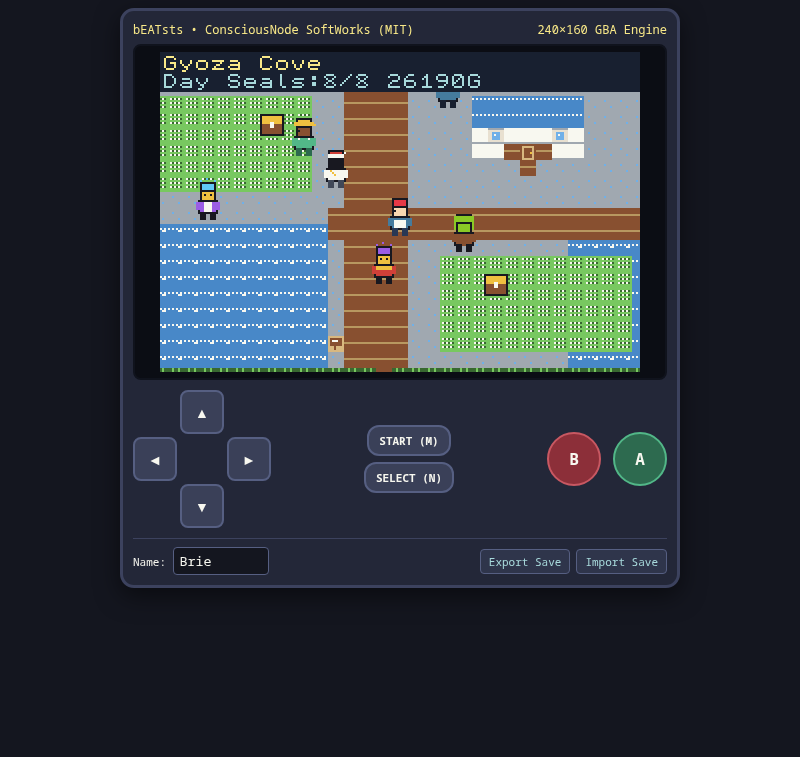 bEATsts • ConsciousNode SoftWorks (MIT)
240×160 GBA Engine
Gyoza Cove
Day Seals:8/8 26190G
▲
◄
►
▼
START (M)
SELECT (N)
B
A
Name:
Brie
Export Save
Import Save